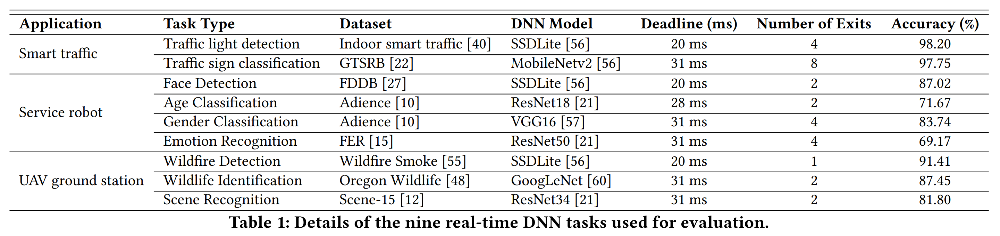 Application Task Type Dataset DNN Model Deadline (ms) Number of Exits Accuracy (%)
Smart traffic
Traffic light detection Indoor smart traffic [40] SSDLite [56] 20 ms 4 98.20
Traffic sign classification GTSRB [22] MobileNetv2 [56] 31 ms 8 97.75
Service robot
Face Detection FDDB [27] SSDLite [56] 20 ms 2 87.02
Age Classification Adience [10] ResNet18 [21] 28 ms 2 71.67
Gender Classification Adience [10] VGG16 [57] 31 ms 4 83.74
Emotion Recognition FER [15] ResNet50 [21] 31 ms 4 69.17
UAV ground station
Wildfire Detection Wildfire Smoke [55] SSDLite [56] 20 ms 1 91.41
Wildlife Identification Oregon Wildlife [48] GoogLeNet [60] 31 ms 2 87.45
Scene Recognition Scene-15 [12] ResNet34 [21] 31 ms 2 81.80
Table 1: Details of the nine real-time DNN tasks used for evaluation.